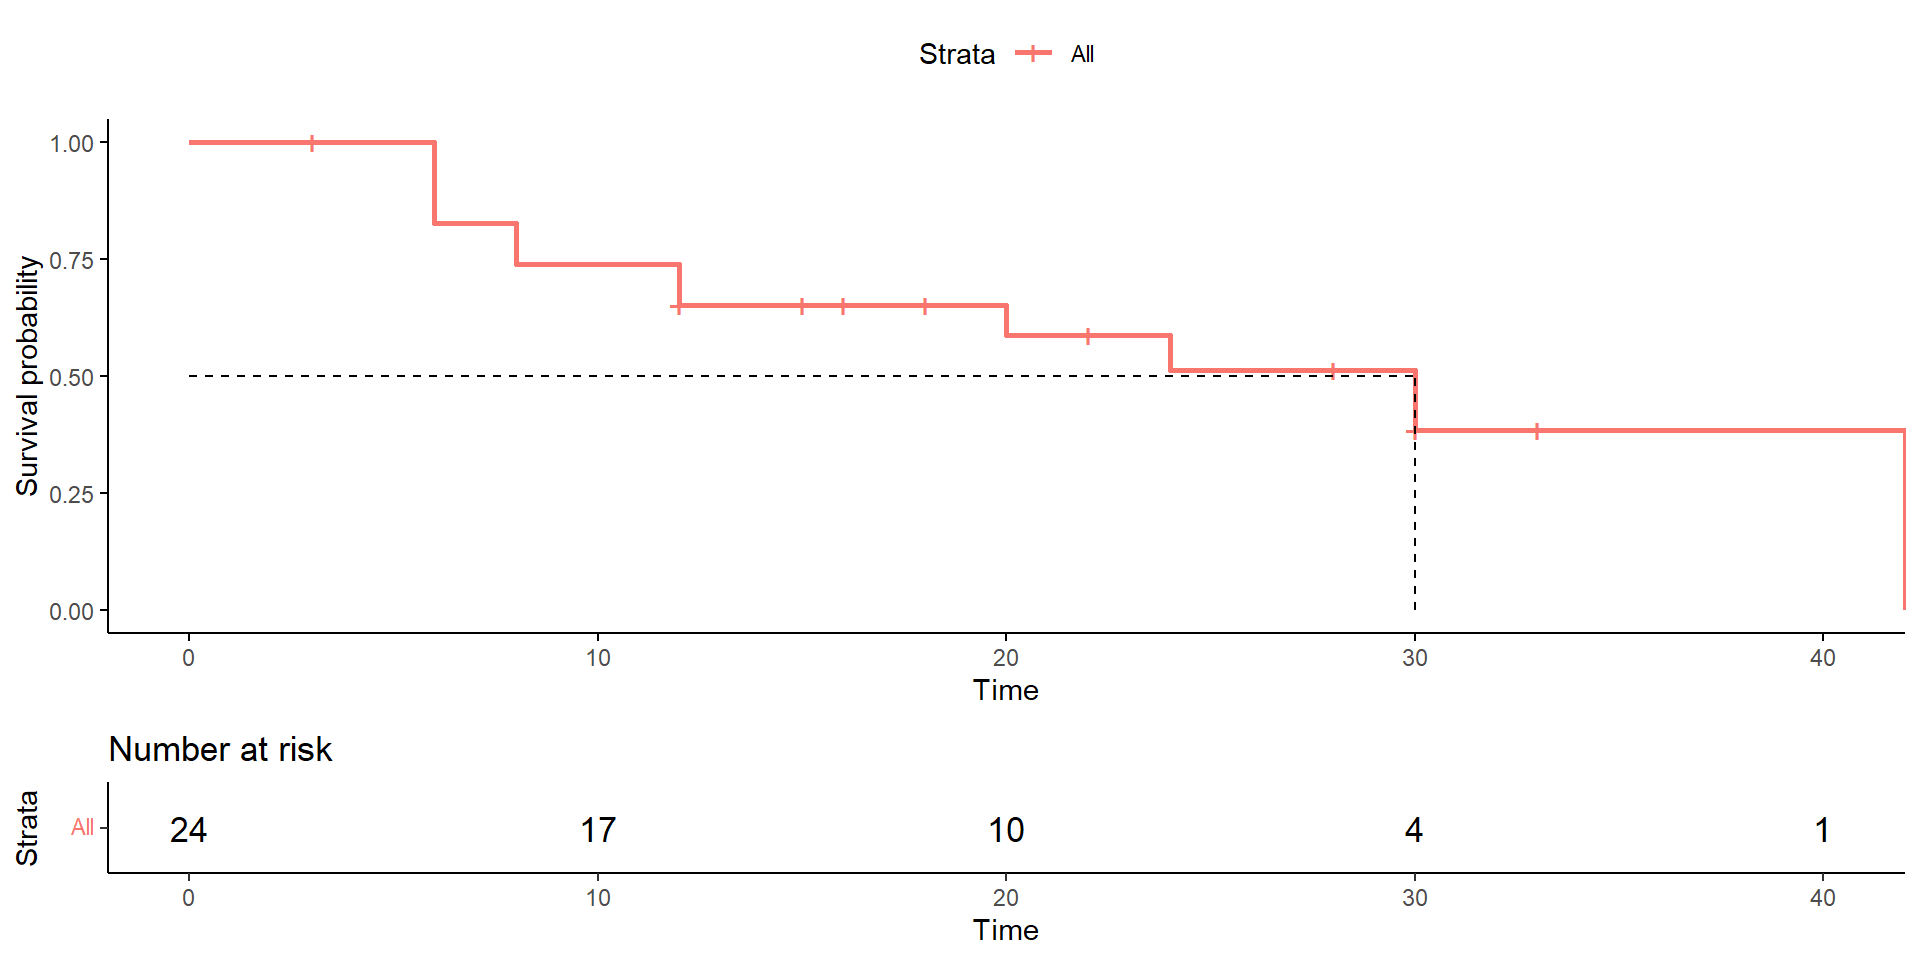 Strata All
1.00
0.75
0.50
0.25
0.00
Survival probability
0 10 20 30 40
Time
Number at risk
Strata
All 24 17 10 4 1
0 10 20 30 40
Time